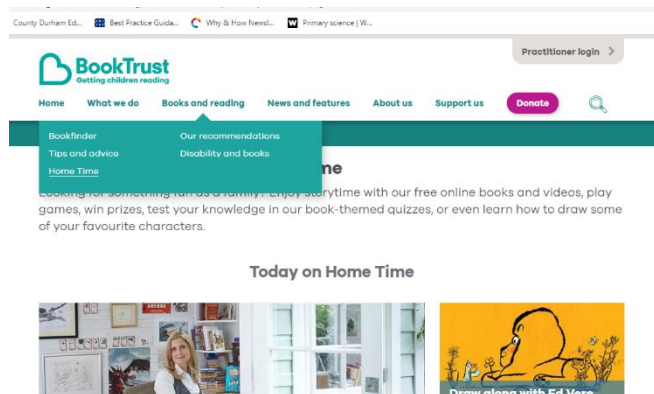 County Durham Ed... Best Practice Guida... Why & How Newsl... Primary science | W...
Practitioner login
BookTrust
Getting children reading
Home What we do Books and reading News and features About us Support us Donate
Bookfinder Our recommendations
Tips and advice Disability and books
Home Time
me
Looking for something fun as a family? Enjoy storytime with our free online books and videos, play
games, win prizes, test your knowledge in our book-themed quizzes, or even learn how to draw some
of your favourite characters.
Today on Home Time
Draw along with Ed Vere